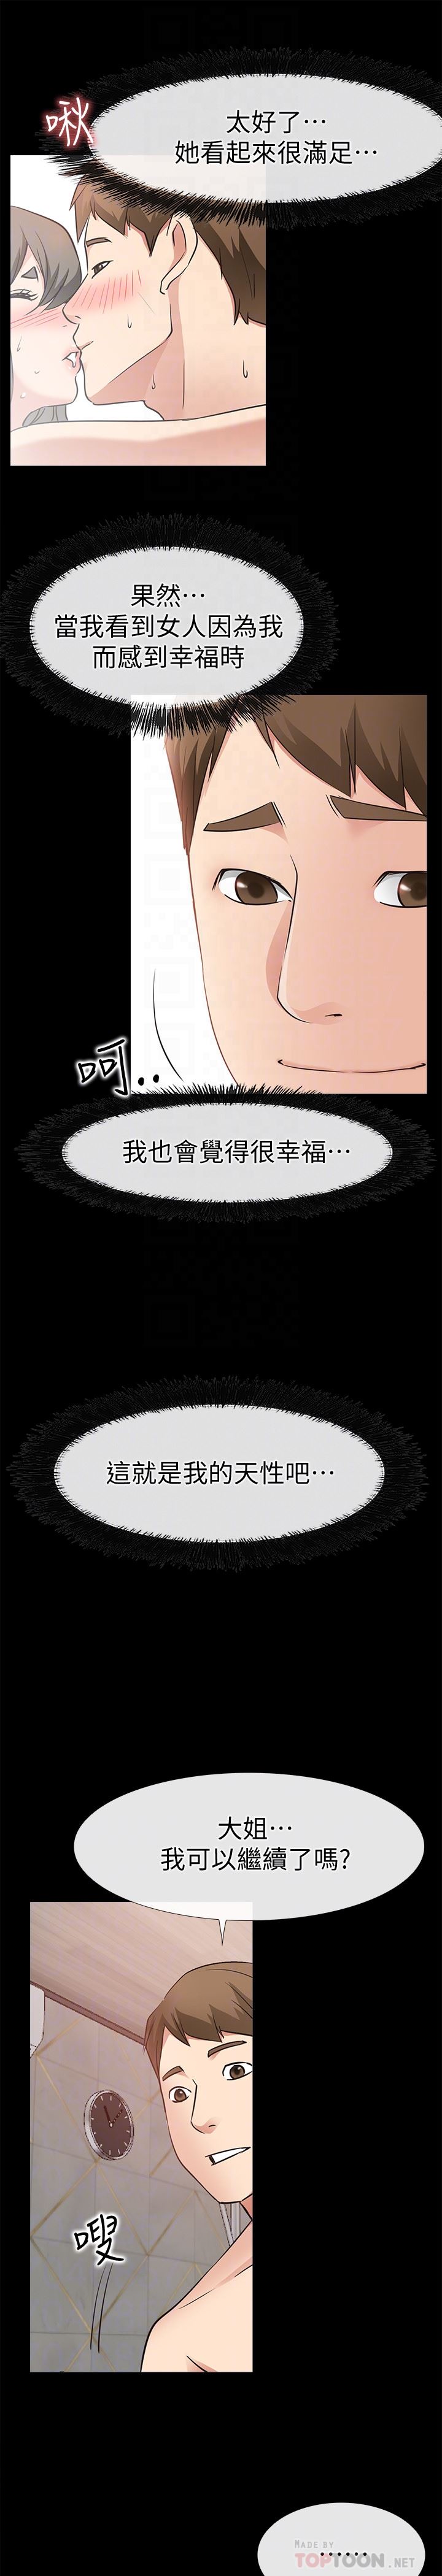 啾
太好了…
她看起來很滿足…
果然…
當我看到女人因為我
而感到幸福時
呵..
我也會覺得很幸福…
這就是我的天性吧…
大姐…
我可以繼續了嗎?
嗖
……
MADE BY
TOPTOON.NET